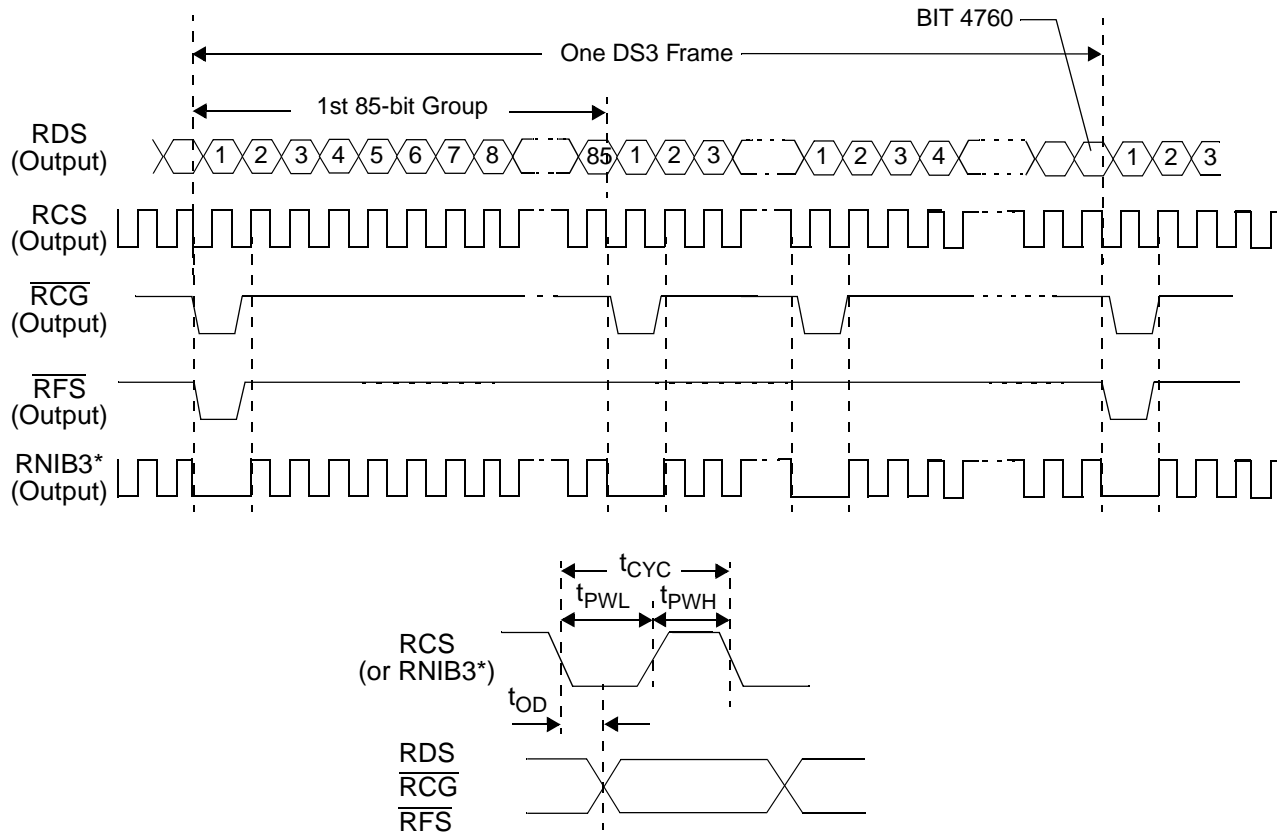 BIT 4760
One DS3 Frame
1st 85-bit Group
RDS
(Output)
1 2 3 4 5 6 7 8 85 1 2 3 1 2 3 4 1 2 3
RCS
(Output)
RCG
(Output)
RFS
(Output)
RNIB3*
(Output)
tCYC
tPWL tPWH
RCS
(or RNIB3*)
tOD
RDS
RCG
RFS